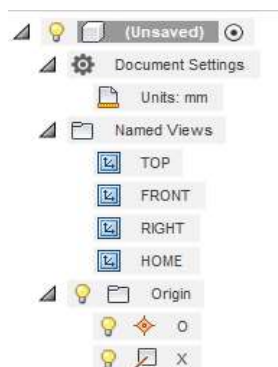 (Unsaved)
Document Settings
Units: mm
Named Views
TOP
FRONT
RIGHT
HOME
Origin
O
X